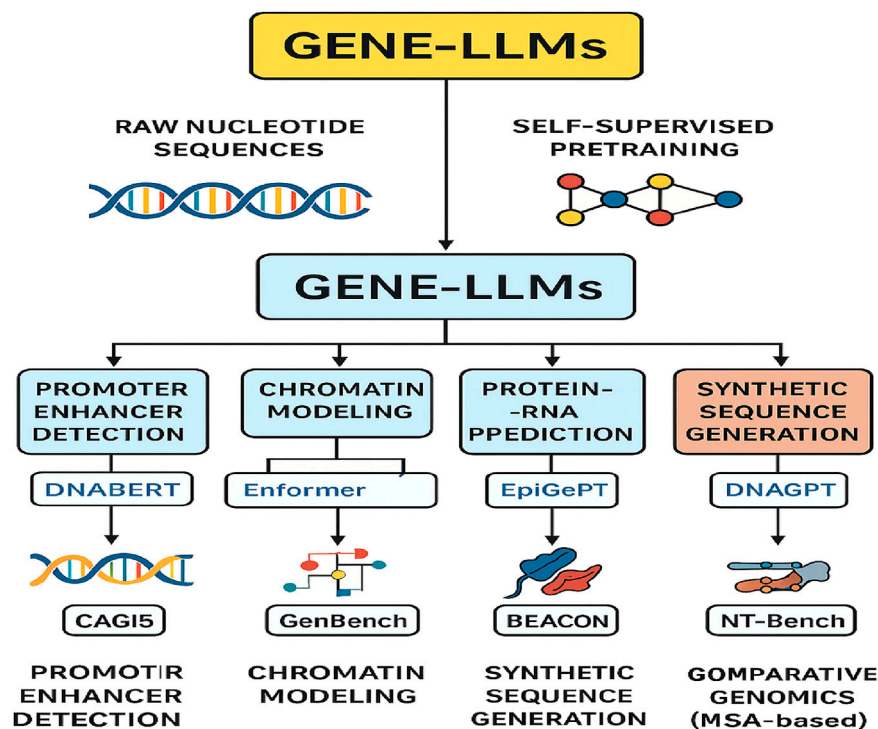 GENE-LLMs
RAW NUCLEOTIDE
SEQUENCES
SELF-SUPERVISED
PRETRAINING
GENE-LLMs
PROMOTER
ENHANCER
DETECTION
CHROMATIN
MODELING
PROTEIN-
-RNA
PPEDICTION
SYNTHETIC
SEQUENCE
GENERATION
DNABERT
Enformer
EpiGePT
DNAGPT
CAGI5
GenBench
BEACON
NT-Bench
PROMOTIR
ENHANCER
DETECTION
CHROMATIN
MODELING
SYNTHETIC
SEQUENCE
GENERATION
GOMPARATIVE
GENOMICS
(MSA-based)